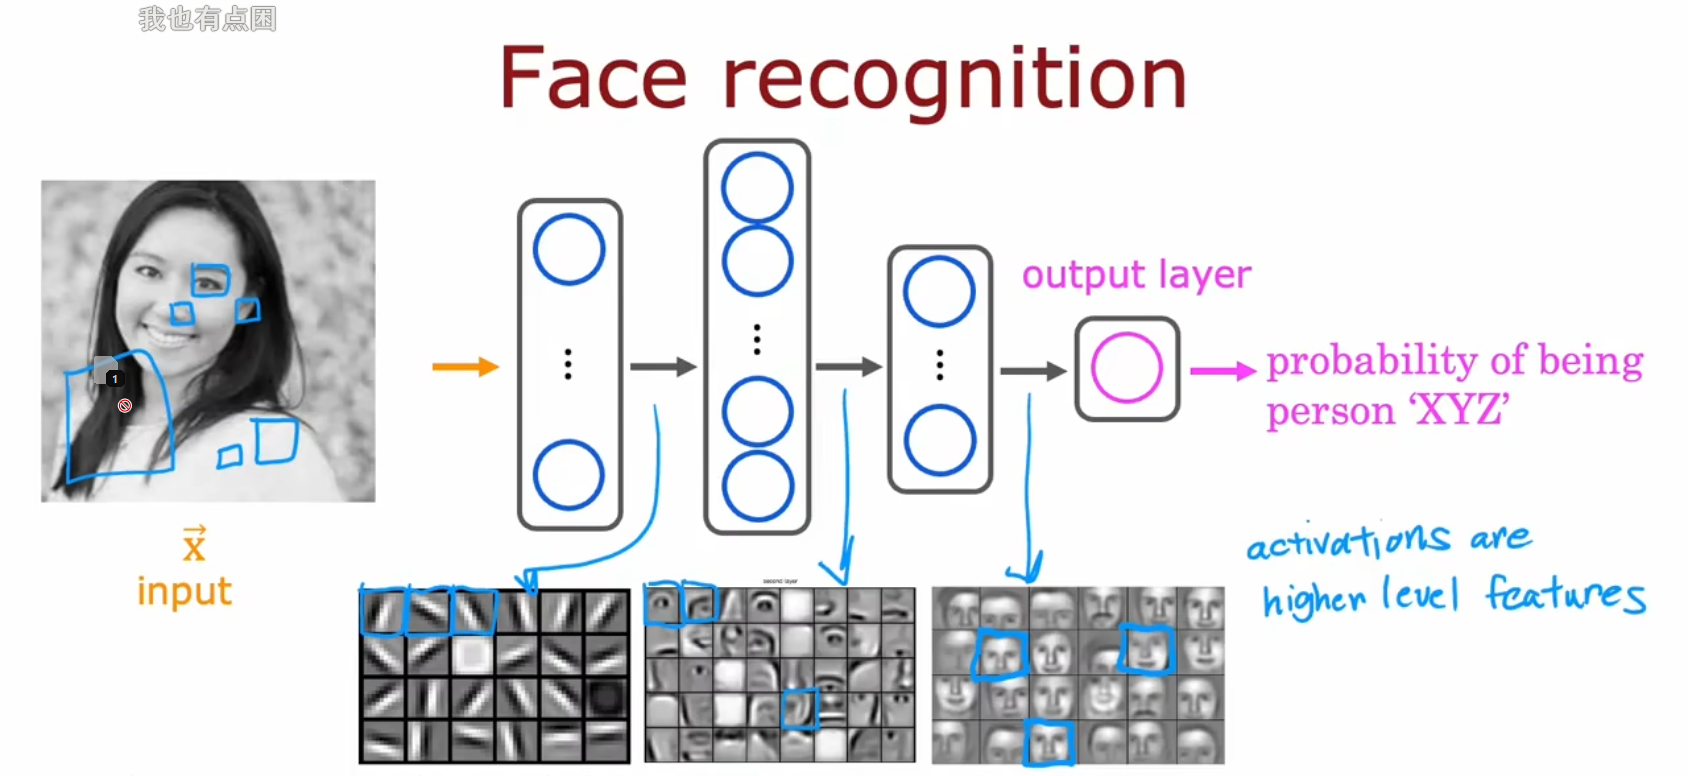 我也有点困
Face recognition
output layer
probability of being
person ‘XYZ’
1
x
input
second layer
activations are
higher level features